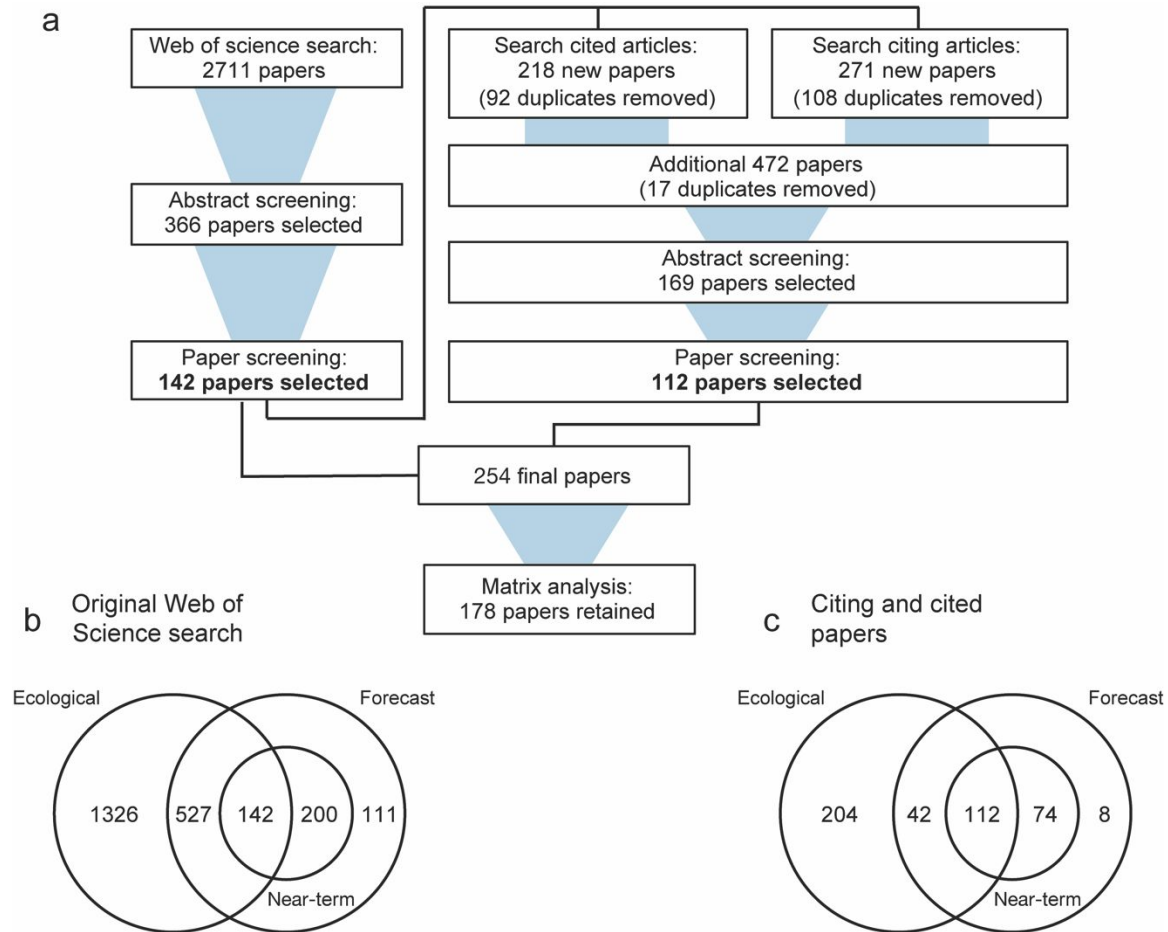 a
Web of science search:
2711 papers
Search cited articles:
218 new papers
(92 duplicates removed)
Search citing articles:
271 new papers
(108 duplicates removed)
Additional 472 papers
(17 duplicates removed)
Abstract screening:
366 papers selected
Abstract screening:
169 papers selected
Paper screening:
142 papers selected
Paper screening:
112 papers selected
254 final papers
Matrix analysis:
178 papers retained
b
Original Web of
Science search
Ecological
Forecast
1326
527
142
200
111
Near-term
c
Citing and cited
papers
Ecological
Forecast
204
42
112
74
8
Near-term